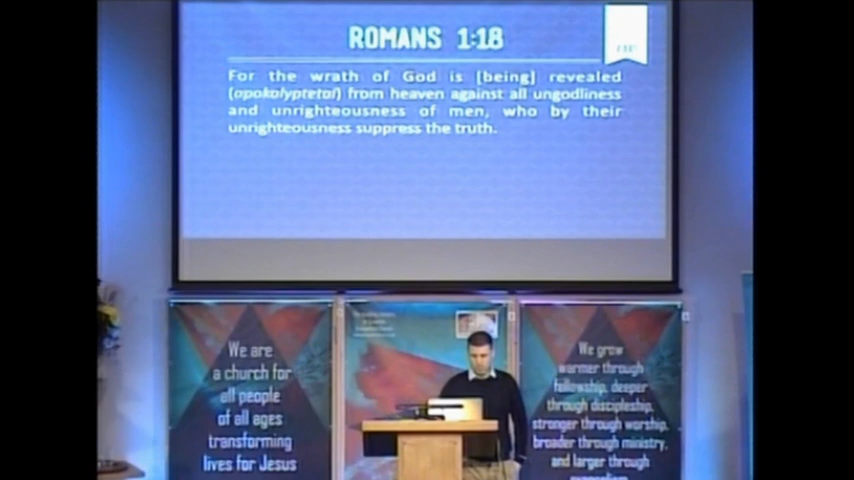 ROMANS 1:18
For the wrath of God is [being] revealed
(apokalyptetai) from heaven against all ungodliness
and unrighteousness of men, who by their
unrighteousness suppress the truth.
We are
a church for
all people
of all ages
transforming
lives for Jesus
We grow
warmer through
fellowship, deeper
through discipleship,
stronger through worship,
broader through ministry,
and larger through
evangelism